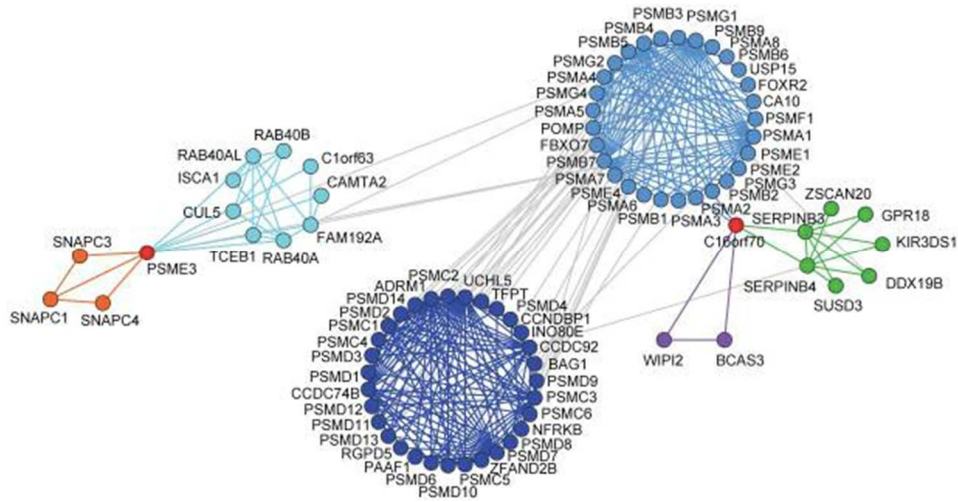 PSMB3
PSMG1
PSMB4
PSMB9
PSMB5
PSMA8
PSMB6
PSMG2
USP15
PSMA4
FOXR2
PSMG4
CA10
PSMA5
PSMF1
POMP
PSMA1
FBXO7
PSME1
PSMB7
PSME2
PSMA7
PSMG3
PSME4
PSMB2
PSMA6
PSMA2
PSMB1
PSMA3
RAB40B
RAB40AL
C1orf63
ISCA1
CAMTA2
CUL5
FAM192A
TCEB1
RAB40A
SNAPC3
PSME3
SNAPC1
SNAPC4
ZSCAN20
SERPINB3
GPR18
C16orf70
KIR3DS1
SERPINB4
DDX19B
SUSD3
WIPI2
BCAS3
PSMC2
UCHL5
ADRM1
TFPT
PSMD14
PSMD4
PSMD2
CCNDBP1
PSMC1
INO80E
PSMC4
CCDC92
PSMD3
BAG1
PSMD1
PSMD9
CCDC74B
PSMC3
PSMD12
PSMC6
PSMD11
NFRKB
PSMD13
PSMD8
RGPD5
PSMD7
PAAF1
ZFAND2B
PSMD6
PSMC5
PSMD10